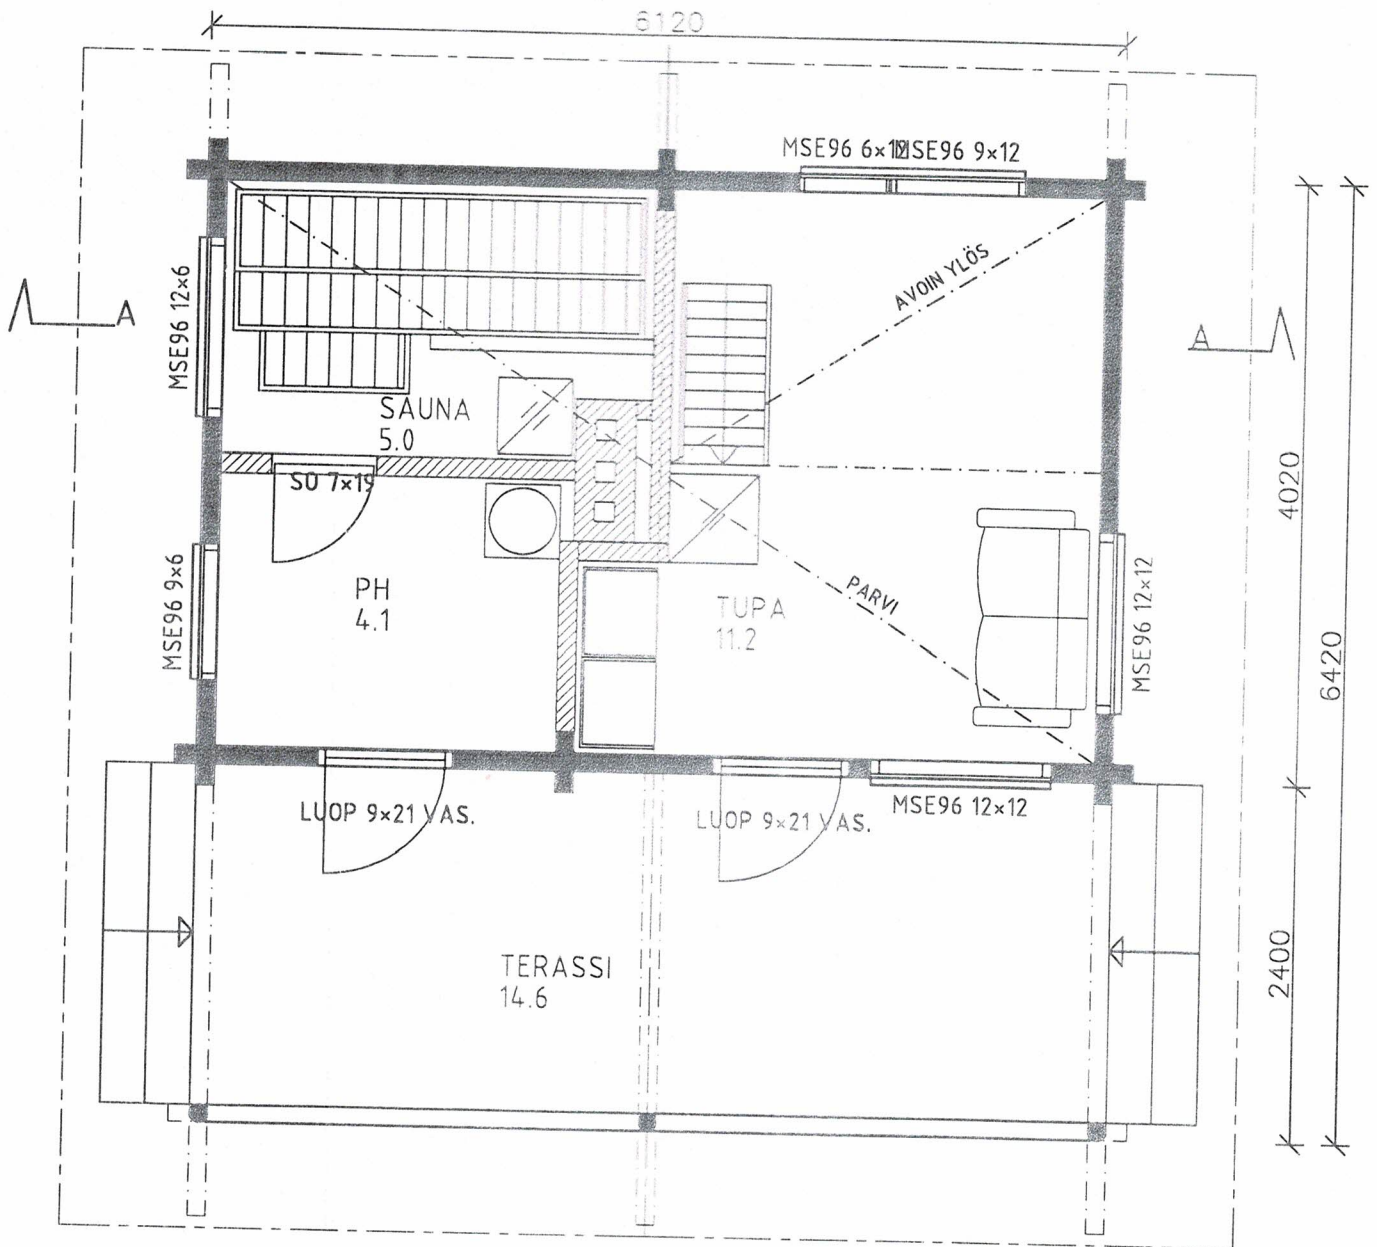 6120
MSE96 6×12
MSE96 9×12
MSE96 12×6
AVOIN YLÖS
A
A
SAUNA
5.0
4020
SO 7×19
PH
4.1
MSE96 9×6
TUPA
11.2
PARVI
MSE96 12×12
6420
LUOP 9×21 VAS.
LUOP 9×21 VAS.
MSE96 12×12
TERASSI
14.6
2400